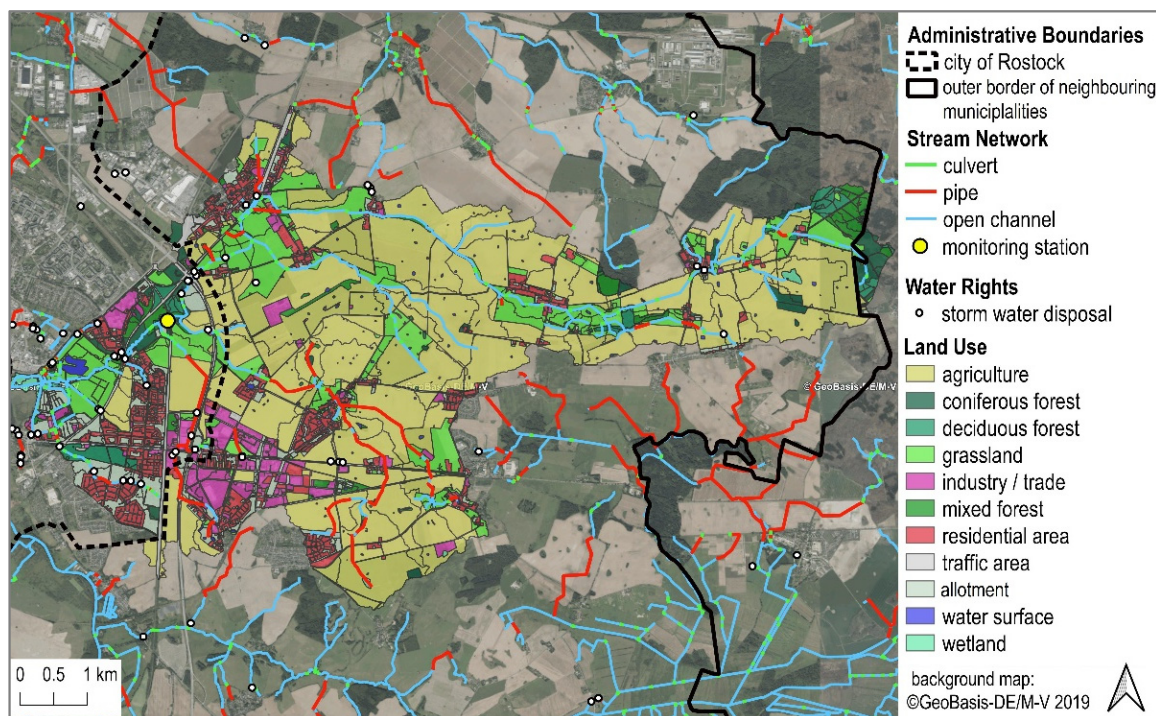 Administrative Boundaries
city of Rostock
outer border of neighbouring
municiplalities
Stream Network
culvert
pipe
open channel
monitoring station
Water Rights
storm water disposal
Land Use
agriculture
coniferous forest
deciduous forest
grassland
industry / trade
mixed forest
residential area
traffic area
allotment
water surface
wetland
background map:
©GeoBasis-DE/M-V 2019
© GeoBasis-DE/M-V
© GeoBasis-DE/M-V
0 0.5 1 km